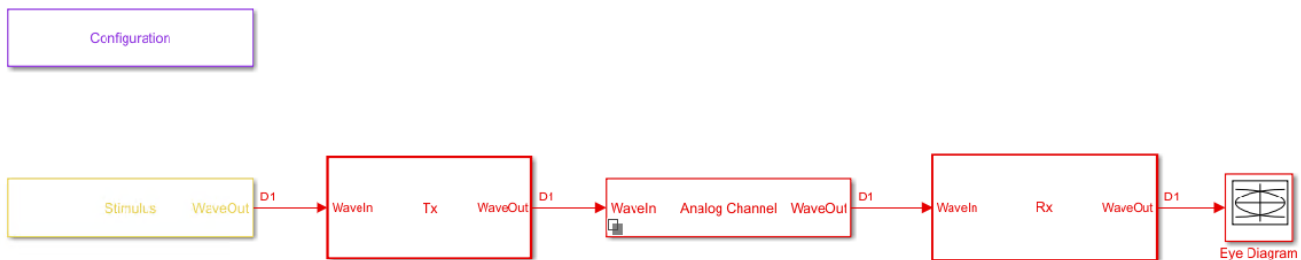 Configuration
Stimulus WaveOut D1 WaveIn Tx WaveOut D1 WaveIn Analog Channel WaveOut D1 WaveIn Rx WaveOut D1
Eye Diagram